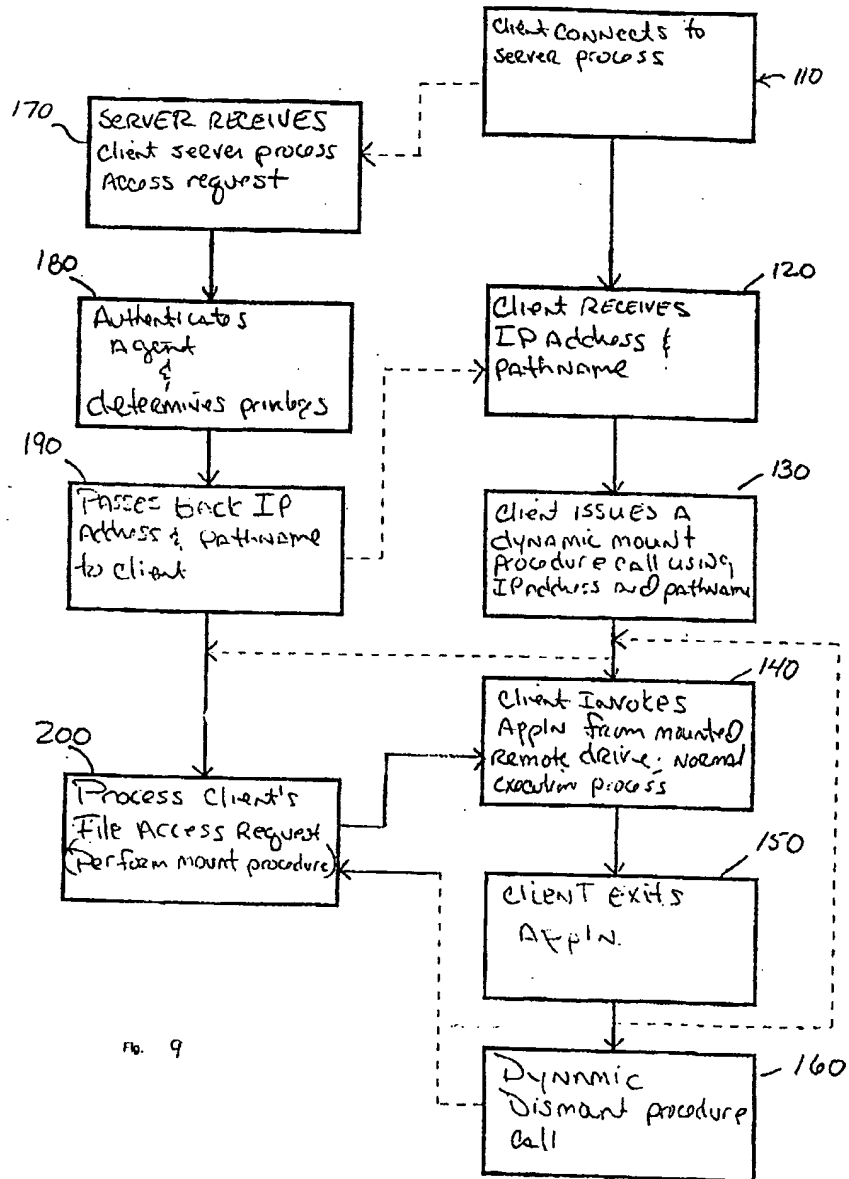 Client CONNects to
server process
110
170
SERVER RECEIVES
Client server process
Access request
180
Authenticates
Agent
&
determines privlegs
120
Client RECEIVES
IP Address &
PAthNAME
190
PASSES back IP
Address & PathNAME
to client
130
Client ISSUES A
dyNAmic mount
Procedure call using
IP address and pathname
140
Client Invokes
AppIN from mounted
Remote drive; Normal
execution process
200
Process Client's
File Access Request
(Perform mount procedure)
150
CLIENT EXITS
AppIN.
160
DYNAMIC
Dismount procedure
call
FIG. 9